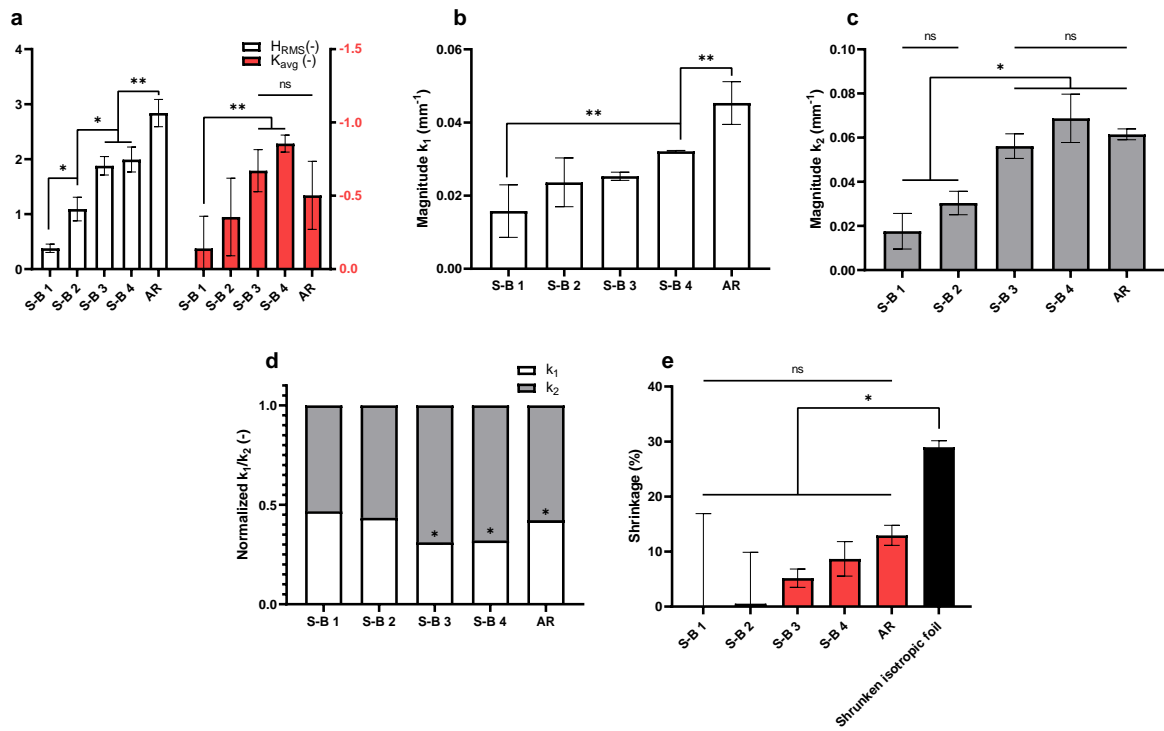 a
H_RMS(-)
K_avg (-)
4
3
2
1
0
-1.5
-1.0
-0.5
0.0
*
*
**
**
ns
S-B 1
S-B 2
S-B 3
S-B 4
AR
S-B 1
S-B 2
S-B 3
S-B 4
AR
b
Magnitude k₁ (mm⁻¹)
0.06
0.04
0.02
0.00
**
**
S-B 1
S-B 2
S-B 3
S-B 4
AR
c
Magnitude k₂ (mm⁻¹)
0.10
0.08
0.06
0.04
0.02
0.00
ns
ns
*
S-B 1
S-B 2
S-B 3
S-B 4
AR
d
k₁
k₂
Normalized k₁/k₂ (-)
1.0
0.5
0.0
*
*
*
S-B 1
S-B 2
S-B 3
S-B 4
AR
e
Shrinkage (%)
40
30
20
10
0
ns
*
S-B 1
S-B 2
S-B 3
S-B 4
AR
Shrunken isotropic foil